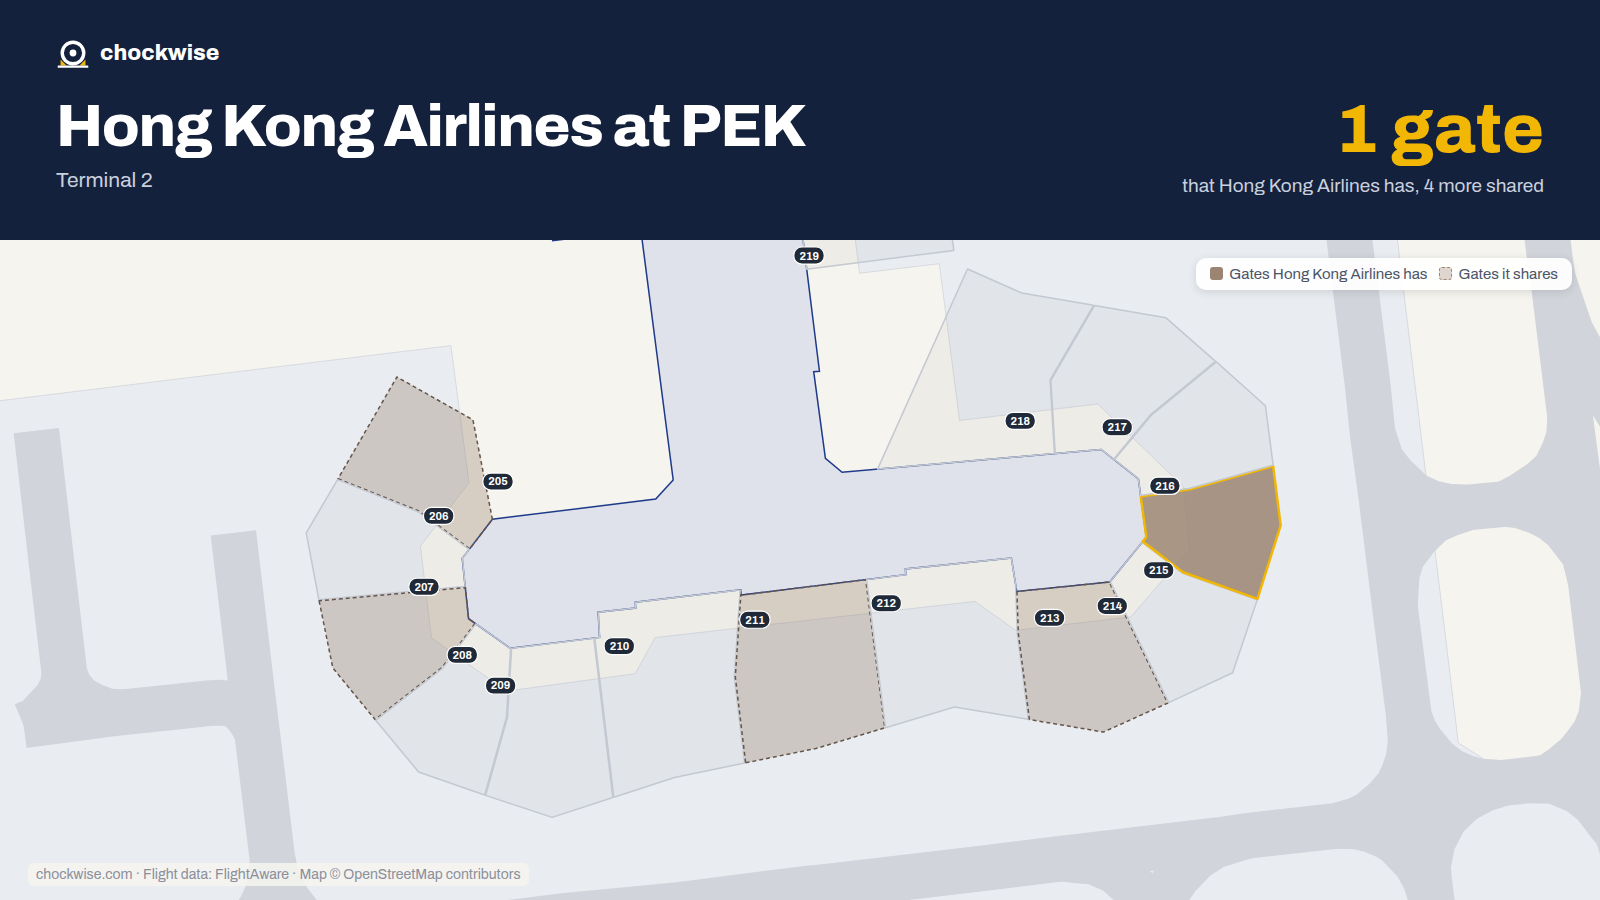 chockwise
Hong Kong Airlines at PEK
Terminal 2
1 gate
that Hong Kong Airlines has, 4 more shared
Gates Hong Kong Airlines has
Gates it shares
219
218
217
216
215
205
206
207
208
209
210
211
212
213
214
chockwise.com · Flight data: FlightAware · Map © OpenStreetMap contributors